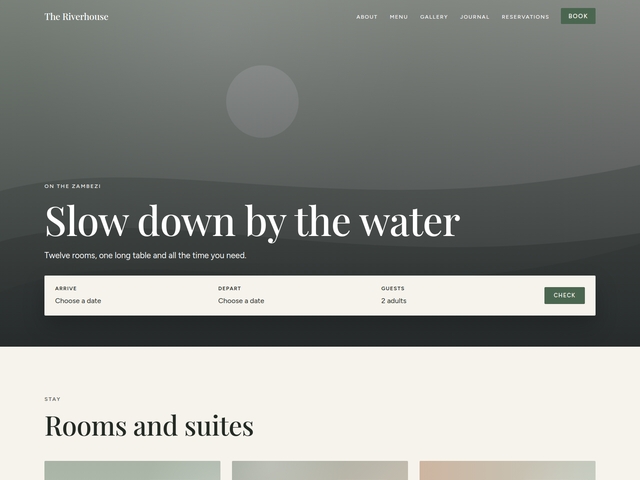 The Riverhouse
ABOUT MENU GALLERY JOURNAL RESERVATIONS BOOK
ON THE ZAMBEZI
Slow down by the water
Twelve rooms, one long table and all the time you need.
ARRIVE DEPART GUESTS
Choose a date Choose a date 2 adults
CHECK
STAY
Rooms and suites